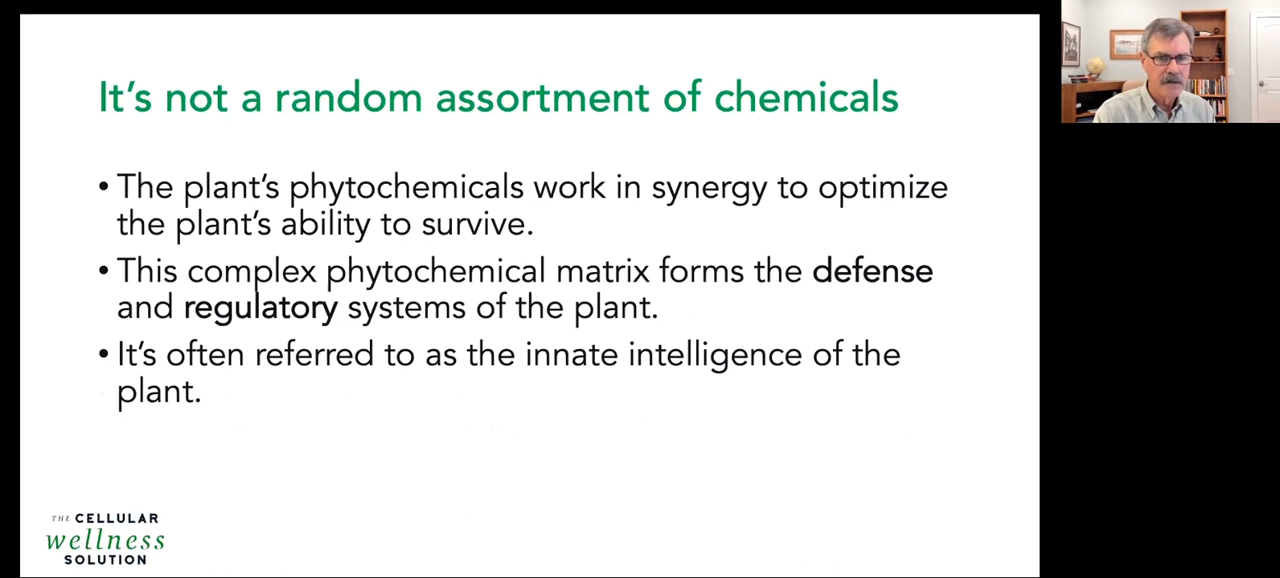 It's not a random assortment of chemicals
• The plant's phytochemicals work in synergy to optimize
the plant's ability to survive.
• This complex phytochemical matrix forms the defense
and regulatory systems of the plant.
• It's often referred to as the innate intelligence of the
plant.
THE CELLULAR
wellness
SOLUTION